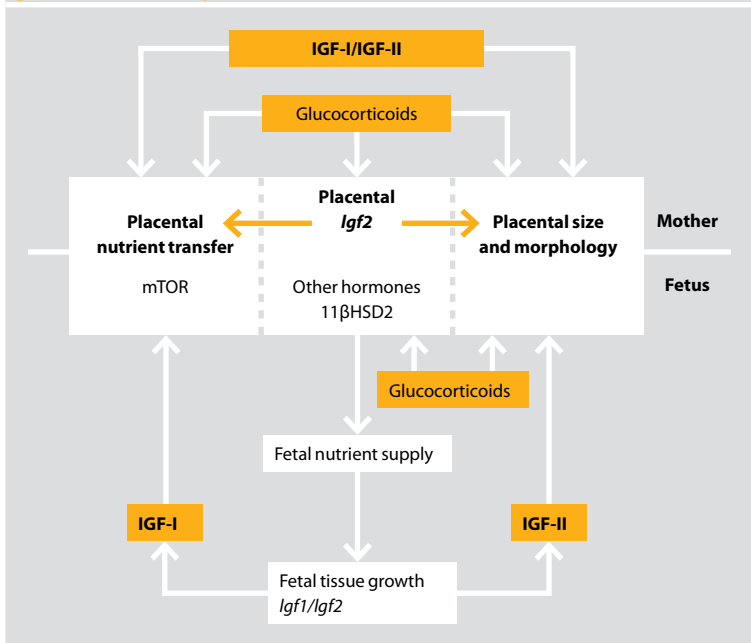 IGF-I/IGF-II
Glucocorticoids
Placental
nutrient transfer
mTOR
Placental
Igf2
Other hormones
11βHSD2
Placental size
and morphology
Mother
Fetus
Glucocorticoids
Fetal nutrient supply
IGF-I
IGF-II
Fetal tissue growth
Igf1/Igf2